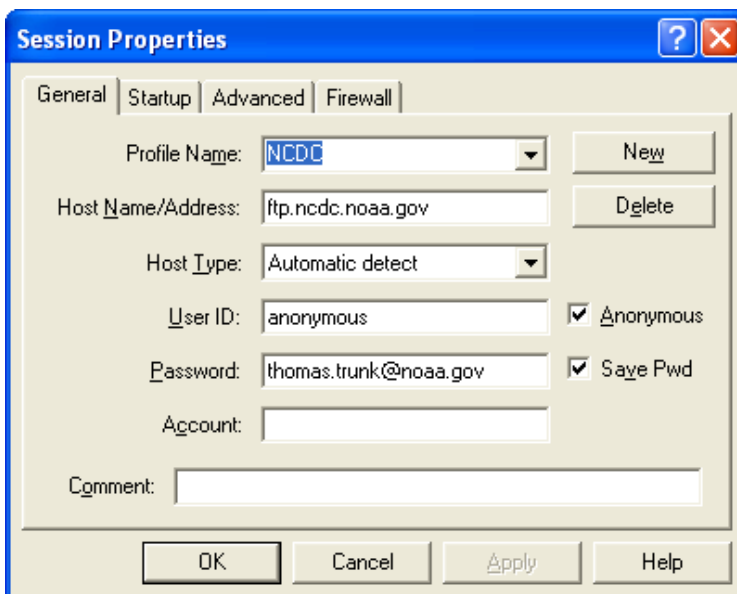 Session Properties
General Startup Advanced Firewall
Profile Name: NCDC New
Host Name/Address: ftp.ncdc.noaa.gov Delete
Host Type: Automatic detect
User ID: anonymous Anonymous
Password: thomas.trunk@noaa.gov Save Pwd
Account:
Comment:
OK Cancel Apply Help